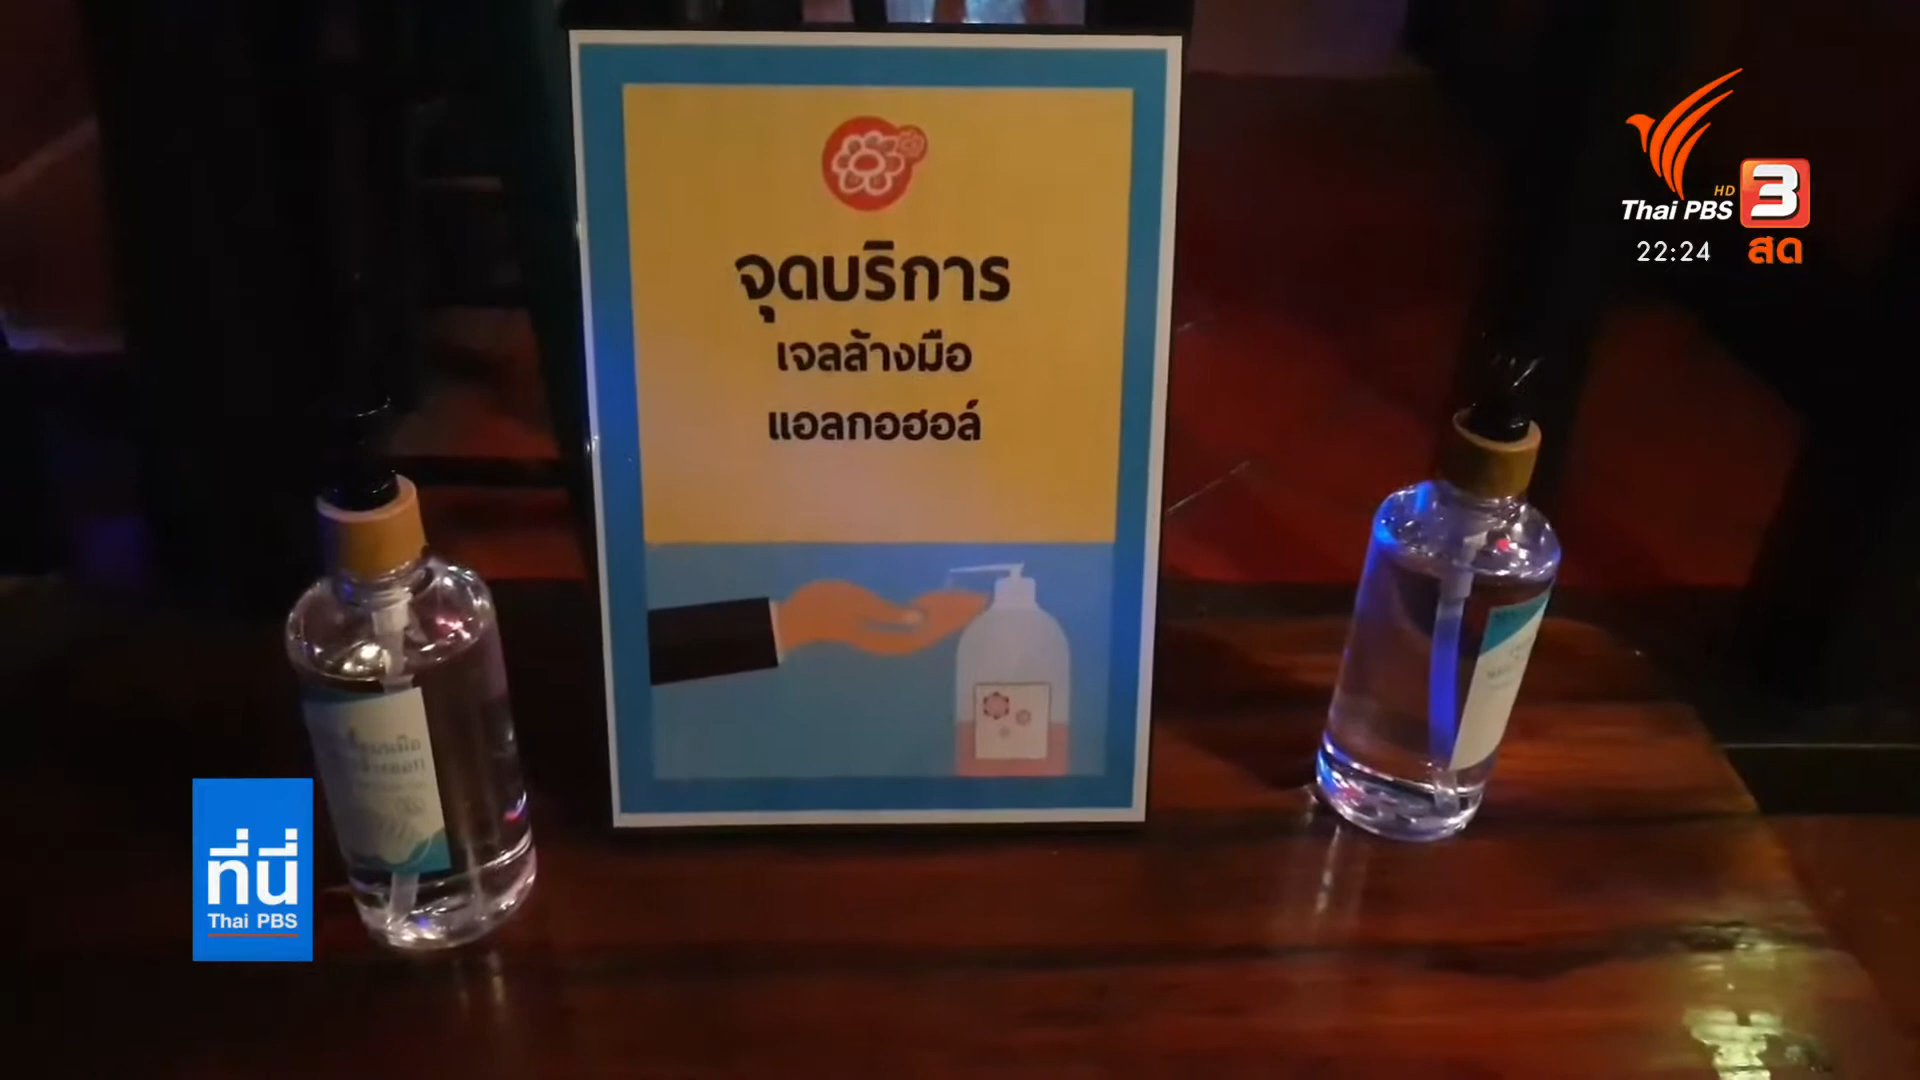 จุดบริการ
เจลล้างมือ
แอลกอฮอล์
HD
Thai PBS 3
22:24 สด
ที่นี่
Thai PBS